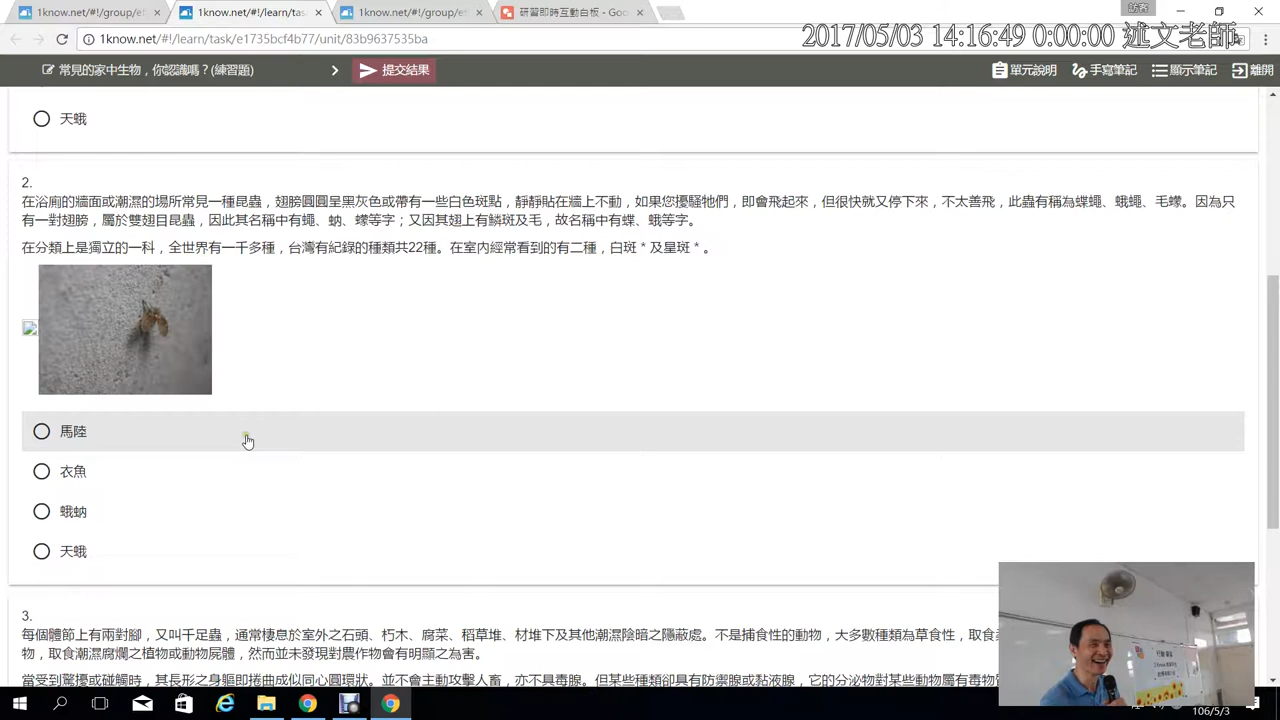 1know.net/#!/group/e
1know.net/#!/learn/tas
1know.net/#!/group/et
研習即時互動白板 - Goo
訪客
1know.net/#!/learn/task/e1735bcf4b77/unit/83b9637535ba
2017/05/03 14:16:49 0:00:00 述文老師
常見的家中生物，你認識嗎？(練習題)
提交結果
單元說明
手寫筆記
顯示筆記
離開
天蛾
2.
在浴廁的牆面或潮濕的場所常見一種昆蟲，翅膀圓圓呈黑灰色或帶有一些白色斑點，靜靜貼在牆上不動，如果您擾騷牠們，即會飛起來，但很快就又停下來，不太善飛，此蟲有稱為蝶蠅、蛾蠅、毛蠓。因為只
有一對翅膀，屬於雙翅目昆蟲，因此其名稱中有蠅、蚋、蠓等字；又因其翅上有鱗斑及毛，故名稱中有蝶、蛾等字。
在分類上是獨立的一科，全世界有一千多種，台灣有紀錄的種類共22種。在室內經常看到的有二種，白斑 * 及星斑 * 。
馬陸
衣魚
蛾蚋
天蛾
3.
每個體節上有兩對腳，又叫千足蟲，通常棲息於室外之石頭、朽木、腐菜、稻草堆、材堆下及其他潮濕陰暗之隱蔽處。不是捕食性的動物，大多數種類為草食性，取食
物，取食潮濕腐爛之植物或動物屍體，然而並未發現對農作物會有明顯之為害。
當受到驚擾或碰觸時，其長形之身軀即捲曲成似同心圓環狀。並不會主動攻擊人畜，亦不具毒腺。但某些種類卻具有防禦腺或黏液腺，它的分泌物對某些動物屬有毒物
106/5/3